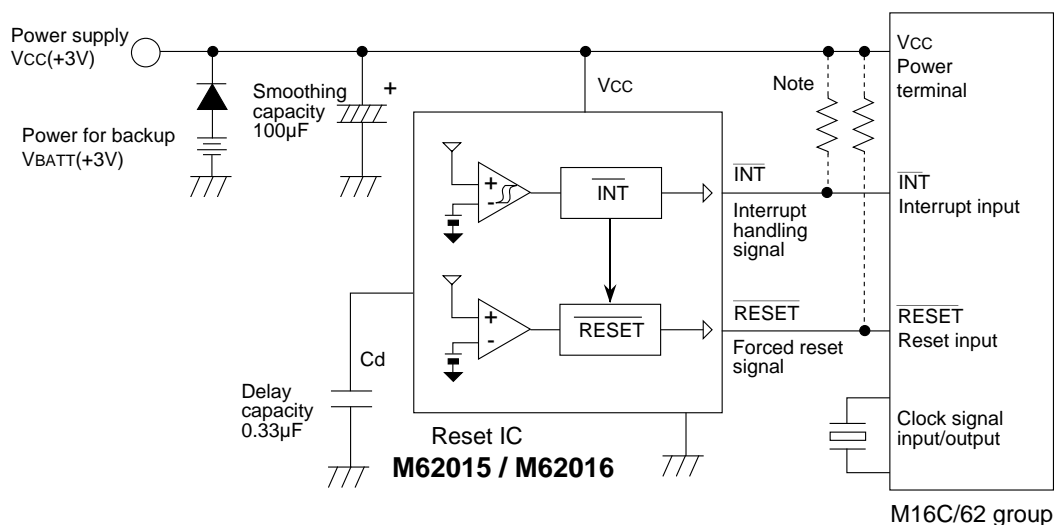 Power supply
VCC(+3V)
Power for backup
VBATT(+3V)
Smoothing
capacity
100µF
+
VCC
Note
VCC
Power
terminal
+
-
INT
INT
Interrupt
handling
signal
INT
Interrupt input
+
-
RESET
RESET
Forced reset
signal
RESET
Reset input
Cd
Delay
capacity
0.33µF
Clock signal
input/output
Reset IC
M62015 / M62016
M16C/62 group